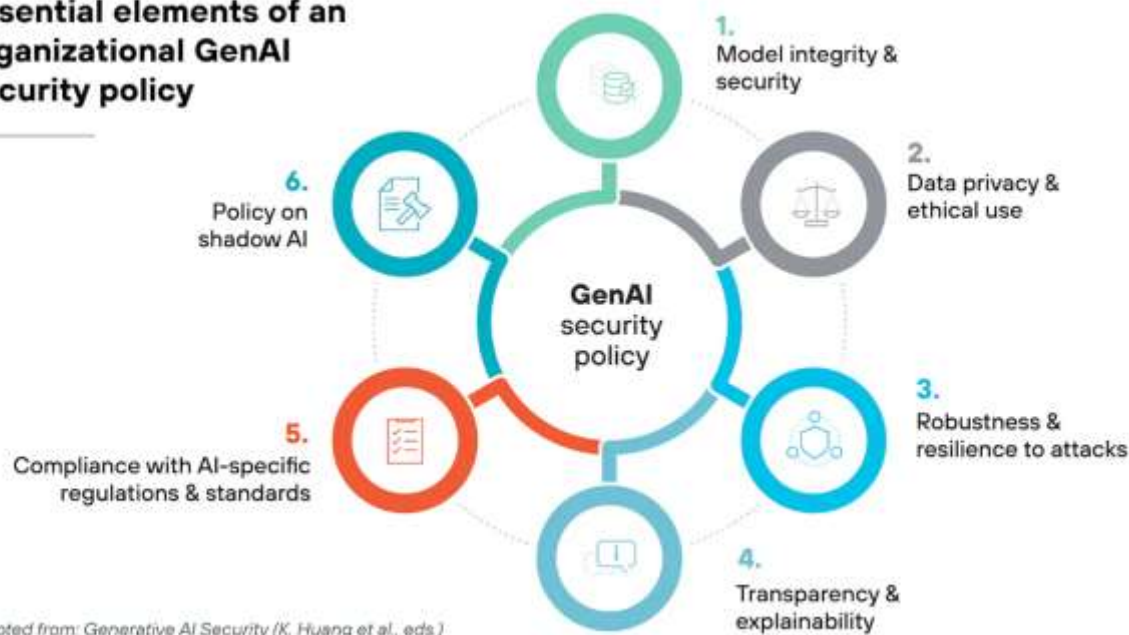 sential elements of an
ganizational GenAI
curity policy
1.
Model integrity &
security
2.
Data privacy &
ethical use
3.
Robustness &
resilience to attacks
4.
Transparency &
explainability
5.
Compliance with AI-specific
regulations & standards
6.
Policy on
shadow AI
GenAI
security
policy
pted from: Generative AI Security (K. Huang et al., eds.)